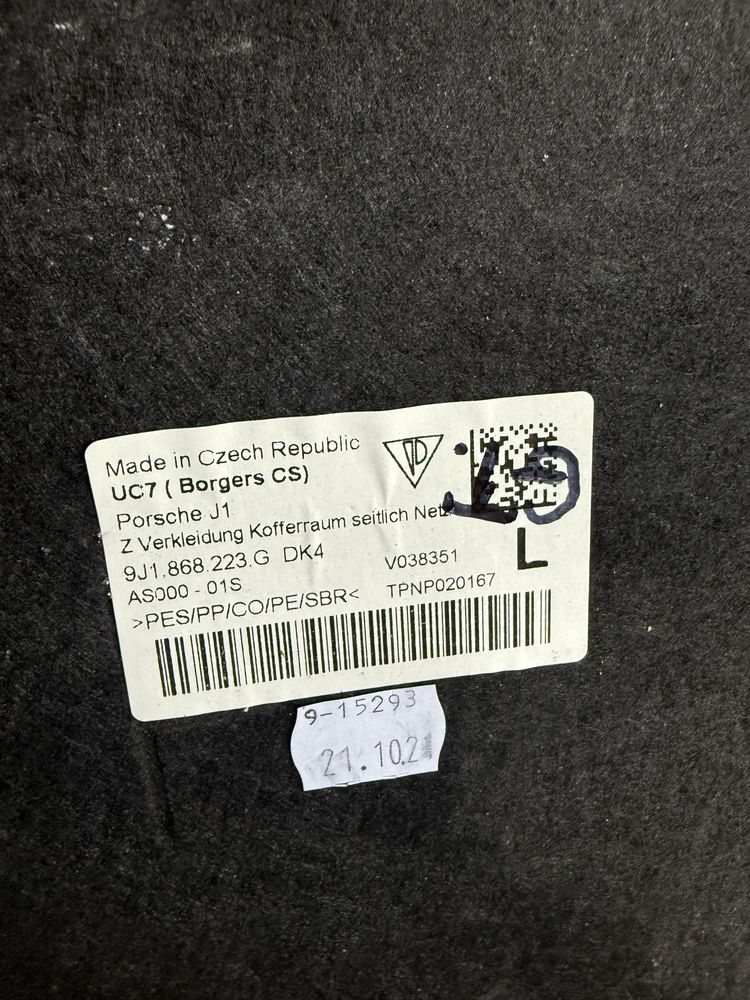 Made in Czech Republic
UC7 ( Borgers CS)
Porsche J1
Z Verkleidung Kofferraum seitlich
9J1.868.223.G DK4
V038351
L
AS000 - 01S
TPNP020167
>PES/PP/CO/PE/SBR<
9-15293
21.10.2